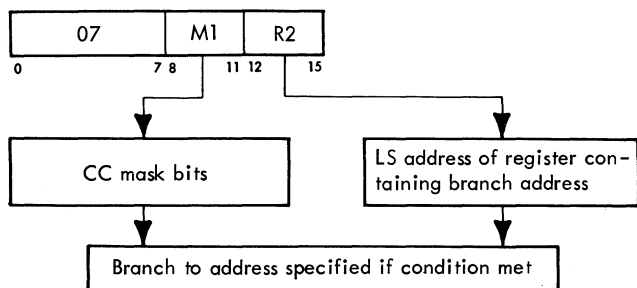 07 M1 R2
0 7 8 11 12 15
CC mask bits
LS address of register con-
taining branch address
Branch to address specified if condition met